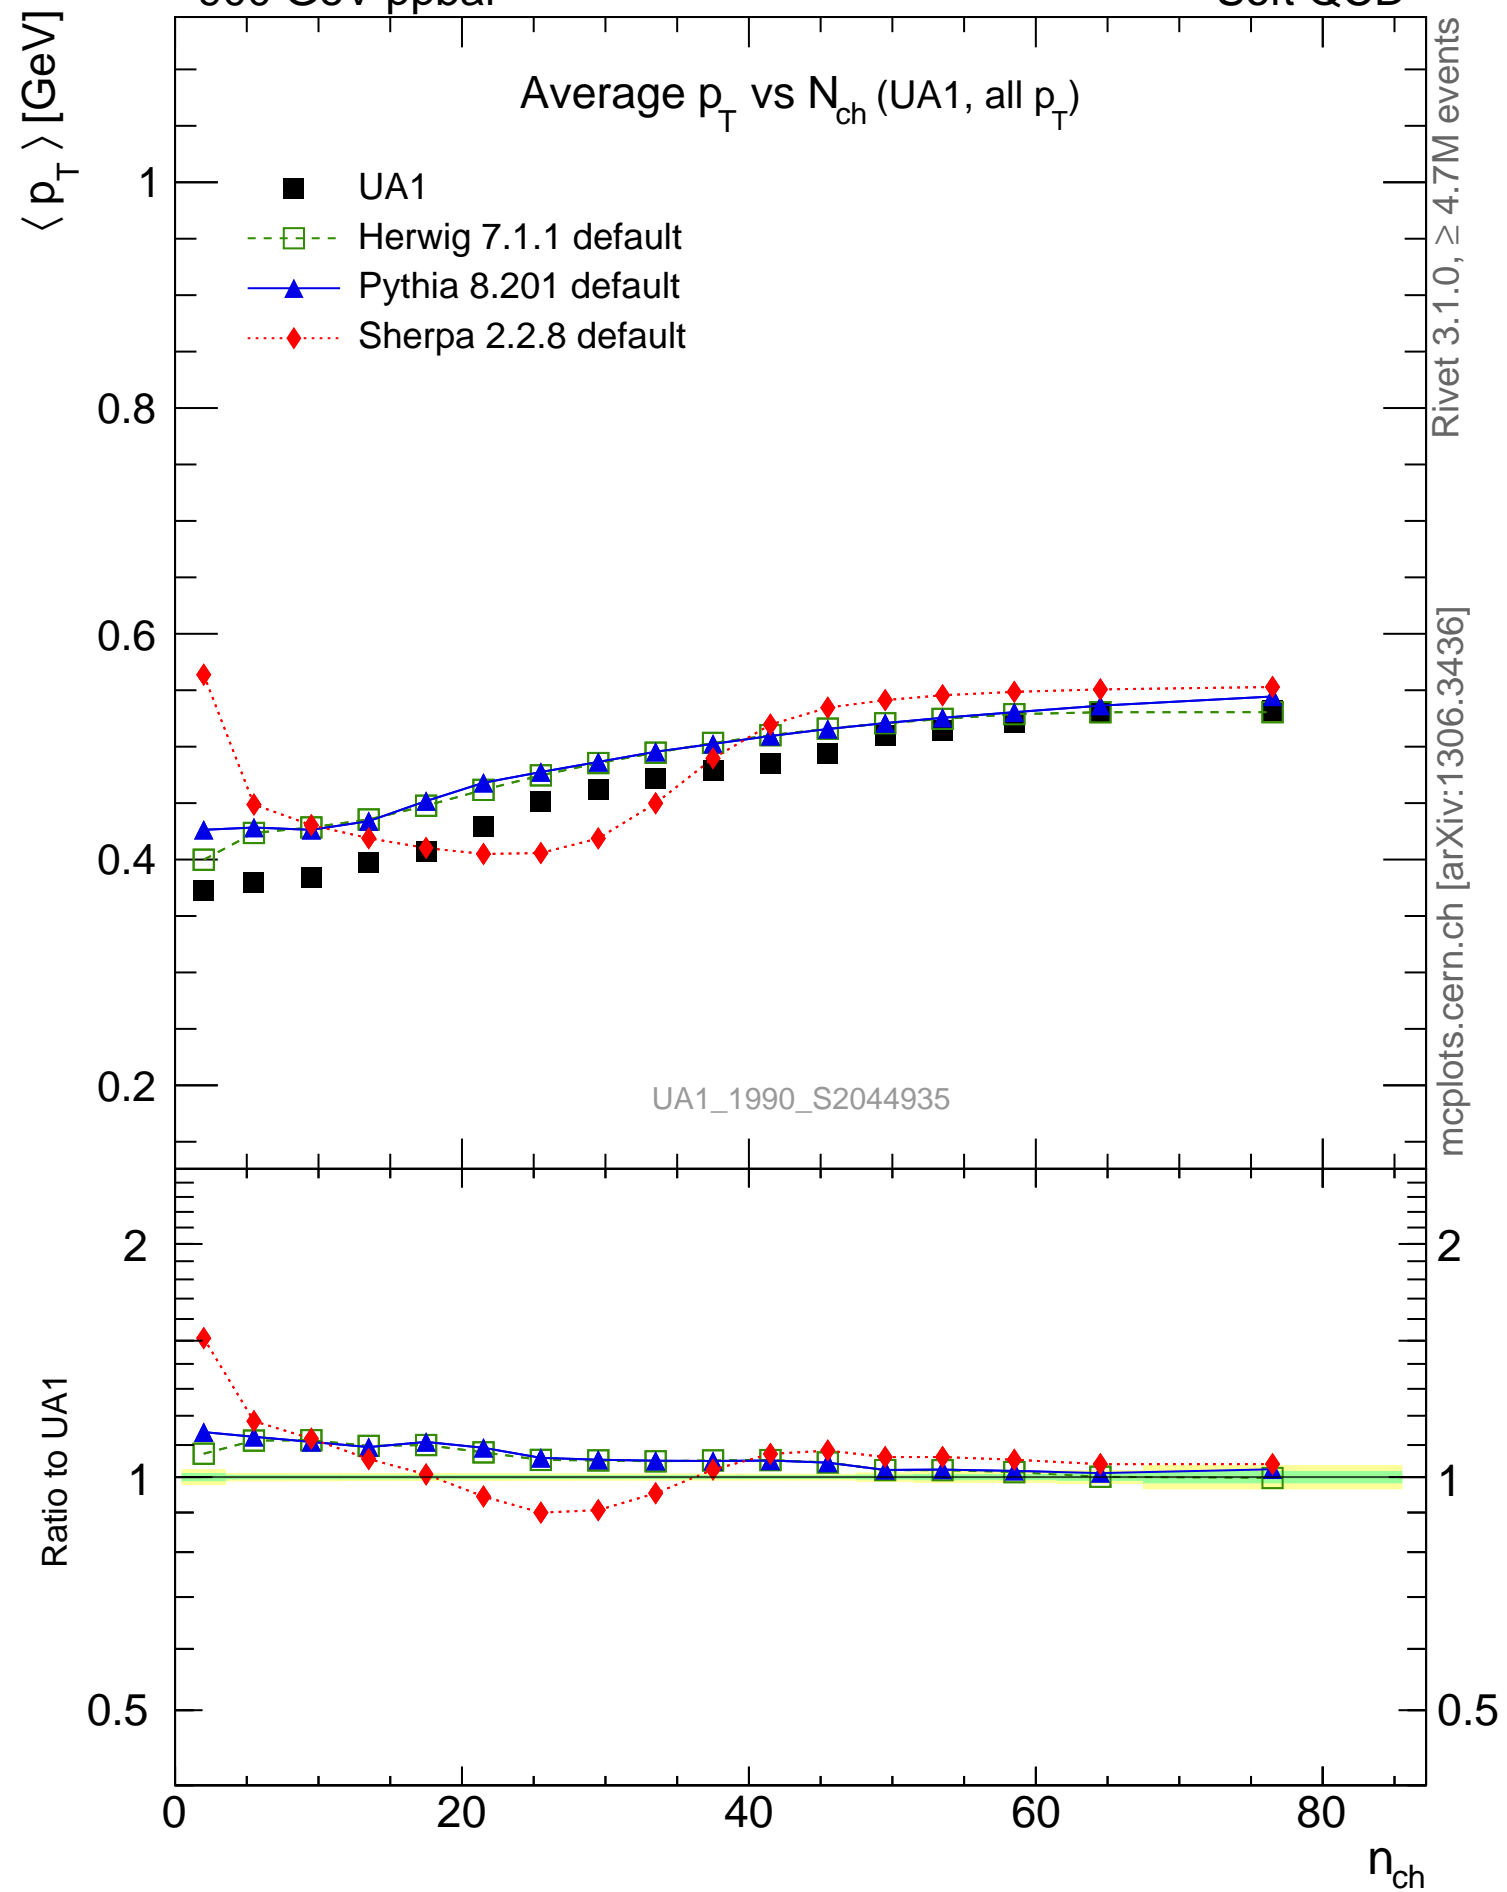 ⟨ p_T ⟩ [GeV]
Average p_T vs N_ch (UA1, all p_T)
UA1
Herwig 7.1.1 default
Pythia 8.201 default
Sherpa 2.2.8 default
1
0.8
0.6
0.4
0.2
UA1_1990_S2044935
Rivet 3.1.0, ≥ 4.7M events
mcplots.cern.ch [arXiv:1306.3436]
Ratio to UA1
2
1
0.5
2
1
0.5
0
20
40
60
80
n_ch